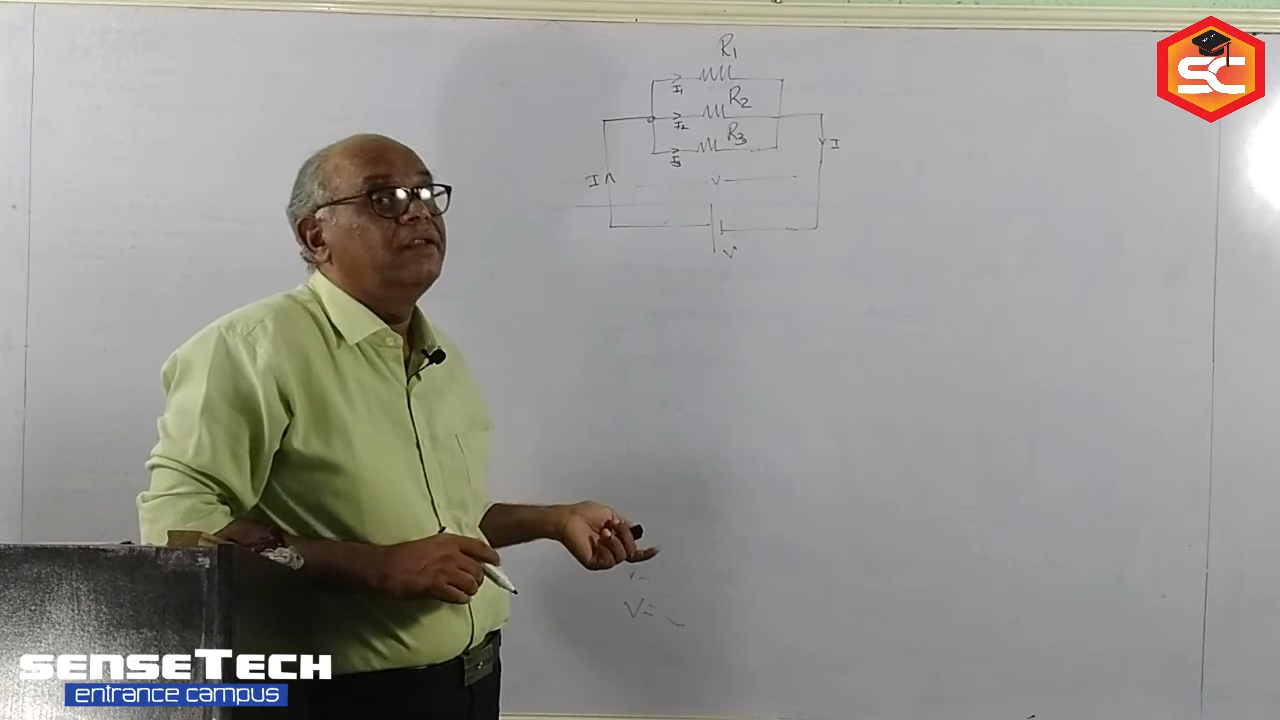 SC
R1
I1
R2
I2
R3
I3
I
I
V
V
V=
senseTech
entrance campus